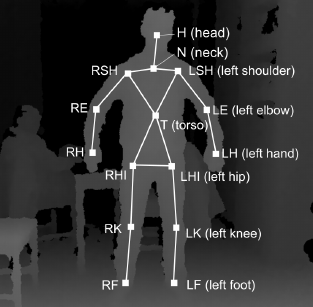 H (head)
N (neck)
RSH
LSH (left shoulder)
RE
LE (left elbow)
T (torso)
RH
LH (left hand)
RHI
LHI (left hip)
RK
LK (left knee)
RF
LF (left foot)